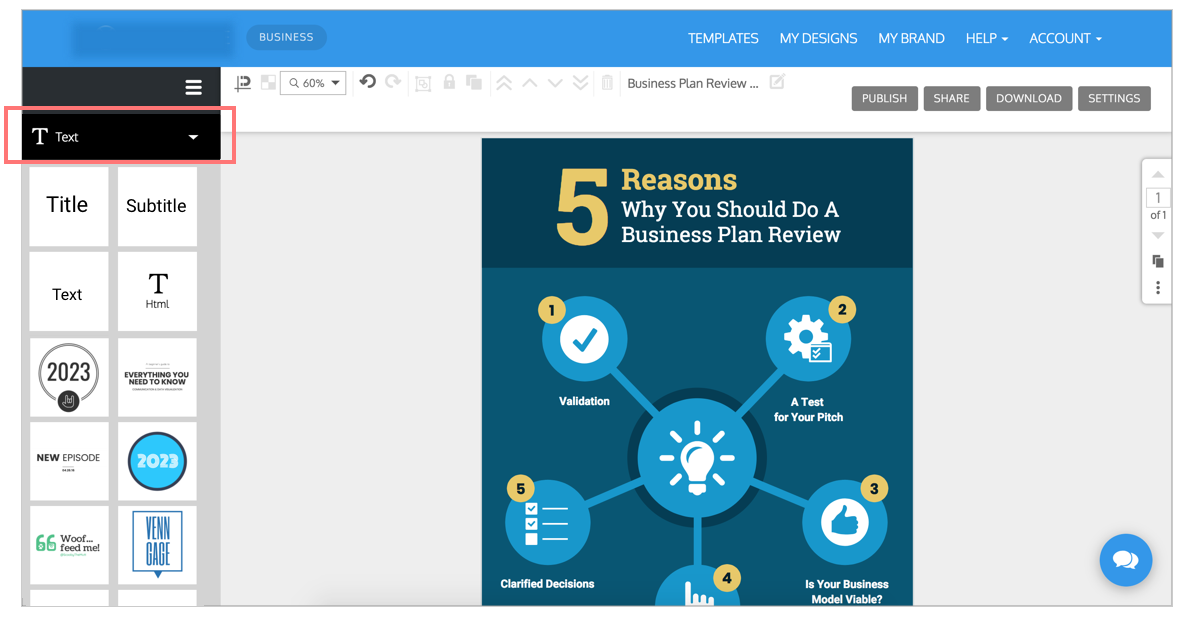 BUSINESS
TEMPLATES MY DESIGNS MY BRAND HELP ACCOUNT
60%
Business Plan Review ...
PUBLISH SHARE DOWNLOAD SETTINGS
T Text
Title
Subtitle
Text
T
Html
2023
EVERYTHING YOU
NEED TO KNOW
NEW EPISODE
2023
Woof...
feed me!
VENN
GAGE
5
Reasons
Why You Should Do A
Business Plan Review
1
Validation
2
A Test
for Your Pitch
5
Clarified Decisions
3
Is Your Business
Model Viable?
4
1
of 1